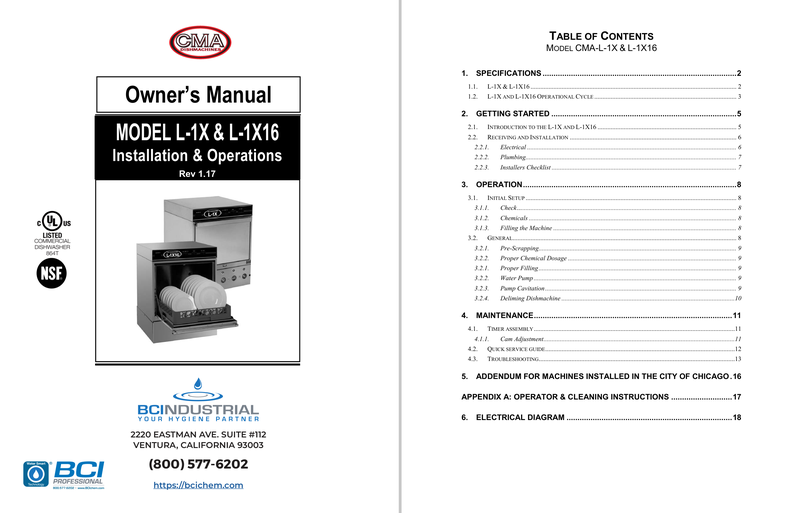 CMA
DISHMACHINES
Owner's Manual
MODEL L-1X & L-1X16
Installation & Operations
Rev 1.17
L-1X
L-1X16
C UL US
LISTED
COMMERCIAL
DISHWASHER
864T
NSF
BCINDUSTRIAL
YOUR HYGIENE PARTNER
2220 EASTMAN AVE. SUITE #112
VENTURA, CALIFORNIA 93003
(800) 577-6202
https://bcichem.com
BCI
PROFESSIONAL
800-577-6202 - www.BCIchem.com
TABLE OF CONTENTS
MODEL CMA-L-1X & L-1X16
1. SPECIFICATIONS 2
1.1. L-1X & L-1X16 2
1.2. L-1X AND L-1X16 OPERATIONAL CYCLE 3
2. GETTING STARTED 5
2.1. INTRODUCTION TO THE L-1X AND L-1X16 5
2.2. RECEIVING AND INSTALLATION 6
2.2.1. Electrical 6
2.2.2. Plumbing 7
2.2.3. Installers Checklist 7
3. OPERATION 8
3.1. INITIAL SETUP 8
3.1.1. Check 8
3.1.2. Chemicals 8
3.1.3. Filling the Machine 8
3.2. GENERAL 8
3.2.1. Pre-Scrapping 9
3.2.2. Proper Chemical Dosage 9
3.2.1. Proper Filling 9
3.2.2. Water Pump 9
3.2.3. Pump Cavitation 9
3.2.4. Deliming Dishmachine 10
4. MAINTENANCE 11
4.1. TIMER ASSEMBLY 11
4.1.1. Cam Adjustment 11
4.2. QUICK SERVICE GUIDE 12
4.3. TROUBLESHOOTING 13
5. ADDENDUM FOR MACHINES INSTALLED IN THE CITY OF CHICAGO. 16
APPENDIX A: OPERATOR & CLEANING INSTRUCTIONS 17
6. ELECTRICAL DIAGRAM 18